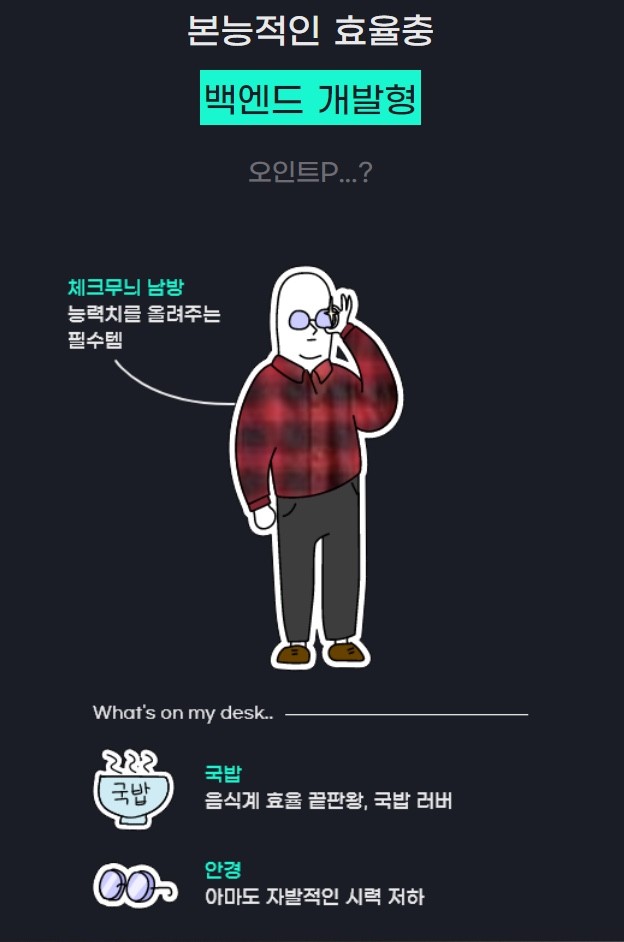 본능적인 효율충
백엔드 개발형
오인트P...?
체크무늬 남방
능력치를 올려주는
필수템
What's on my desk..
국밥
국밥
음식계 효율 끝판왕, 국밥 러버
안경
아마도 자발적인 시력 저하